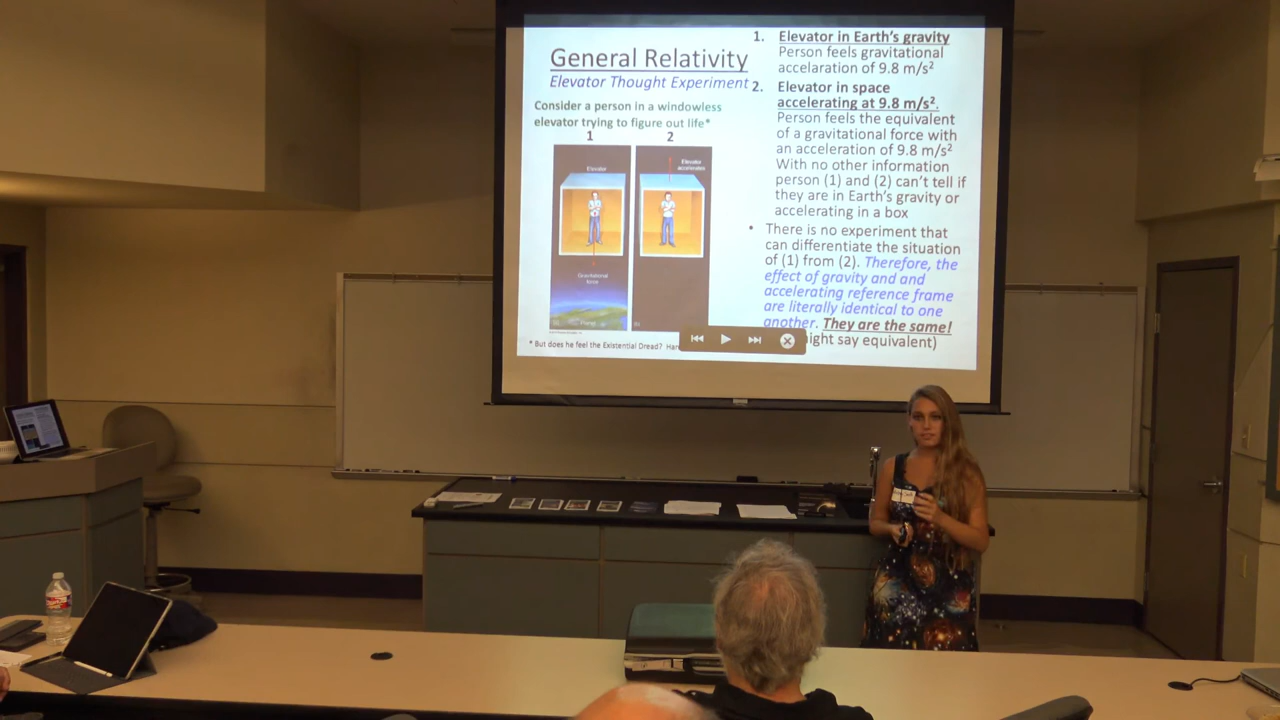 General Relativity
Elevator Thought Experiment
Consider a person in a windowless
elevator trying to figure out life*
1
2
Elevator
Elevator
accelerates
Gravitational
force
* But does he feel the Existential Dread?
1. Elevator in Earth's gravity
Person feels gravitational
accelaration of 9.8 m/s²
2. Elevator in space
accelerating at 9.8 m/s².
Person feels the equivalent
of a gravitational force with
an acceleration of 9.8 m/s²
With no other information
person (1) and (2) can't tell if
they are in Earth's gravity or
accelerating in a box
• There is no experiment that
can differentiate the situation
of (1) from (2). Therefore, the
effect of gravity and and
accelerating reference frame
are literally identical to one
another. They are the same!
ight say equivalent)